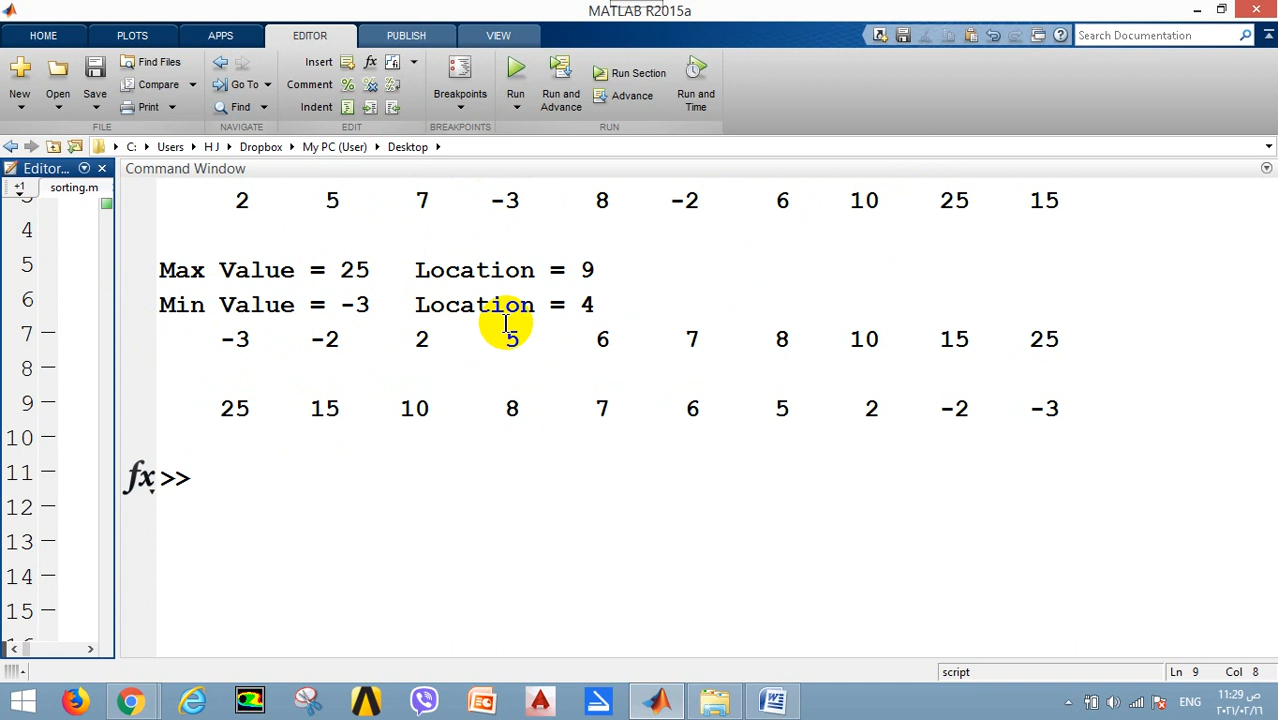 MATLAB R2015a
HOME PLOTS APPS EDITOR PUBLISH VIEW Search Documentation
New Open Save Find Files Compare Print
Go To Find
Insert fx Comment Indent
Breakpoints
Run Run and Advance Run Section Advance Run and Time
FILE NAVIGATE EDIT BREAKPOINTS RUN
C: Users H J Dropbox My PC (User) Desktop
Editor... Command Window
+1 sorting.m
2 5 7 -3 8 -2 6 10 25 15
4
5 Max Value = 25 Location = 9
6 Min Value = -3 Location = 4
7 -3 -2 2 5 6 7 8 10 15 25
8
9 25 15 10 8 7 6 5 2 -2 -3
10
11 fx >>
12
13
14
15
script Ln 9 Col 8
ENG 11:29 ص
٢٠٢١/٠٢/١٦